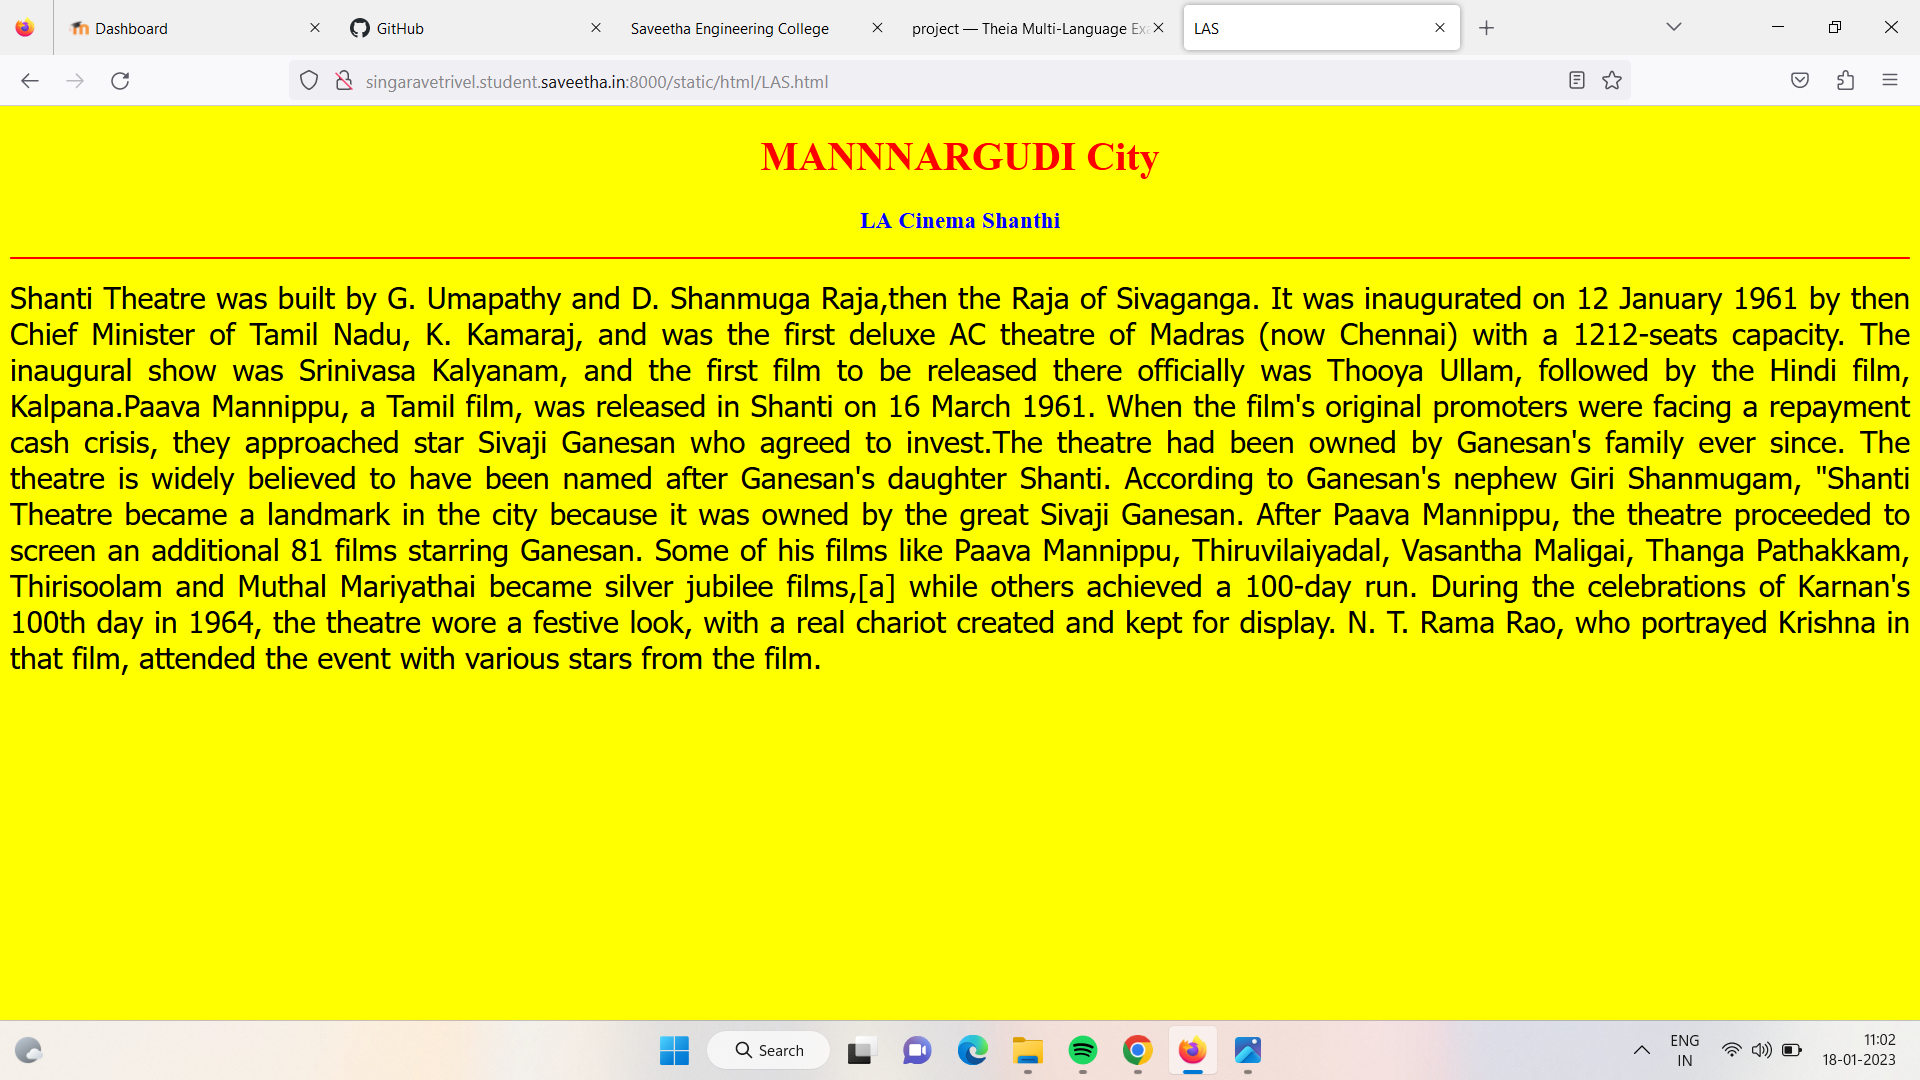 Dashboard
GitHub
Saveetha Engineering College
project — Theia Multi-Language
LAS
singaravetrivel.student.saveetha.in:8000/static/html/LAS.html
MANNNARGUDI City
LA Cinema Shanthi
Shanti Theatre was built by G. Umapathy and D. Shanmuga Raja,then the Raja of Sivaganga. It was inaugurated on 12 January 1961 by then
Chief Minister of Tamil Nadu, K. Kamaraj, and was the first deluxe AC theatre of Madras (now Chennai) with a 1212-seats capacity. The
inaugural show was Srinivasa Kalyanam, and the first film to be released there officially was Thooya Ullam, followed by the Hindi film,
Kalpana.Paava Mannippu, a Tamil film, was released in Shanti on 16 March 1961. When the film's original promoters were facing a repayment
cash crisis, they approached star Sivaji Ganesan who agreed to invest.The theatre had been owned by Ganesan's family ever since. The
theatre is widely believed to have been named after Ganesan's daughter Shanti. According to Ganesan's nephew Giri Shanmugam, "Shanti
Theatre became a landmark in the city because it was owned by the great Sivaji Ganesan. After Paava Mannippu, the theatre proceeded to
screen an additional 81 films starring Ganesan. Some of his films like Paava Mannippu, Thiruvilaiyadal, Vasantha Maligai, Thanga Pathakkam,
Thirisoolam and Muthal Mariyathai became silver jubilee films,[a] while others achieved a 100-day run. During the celebrations of Karnan's
100th day in 1964, the theatre wore a festive look, with a real chariot created and kept for display. N. T. Rama Rao, who portrayed Krishna in
that film, attended the event with various stars from the film.
Search
ENG
IN
11:02
18-01-2023